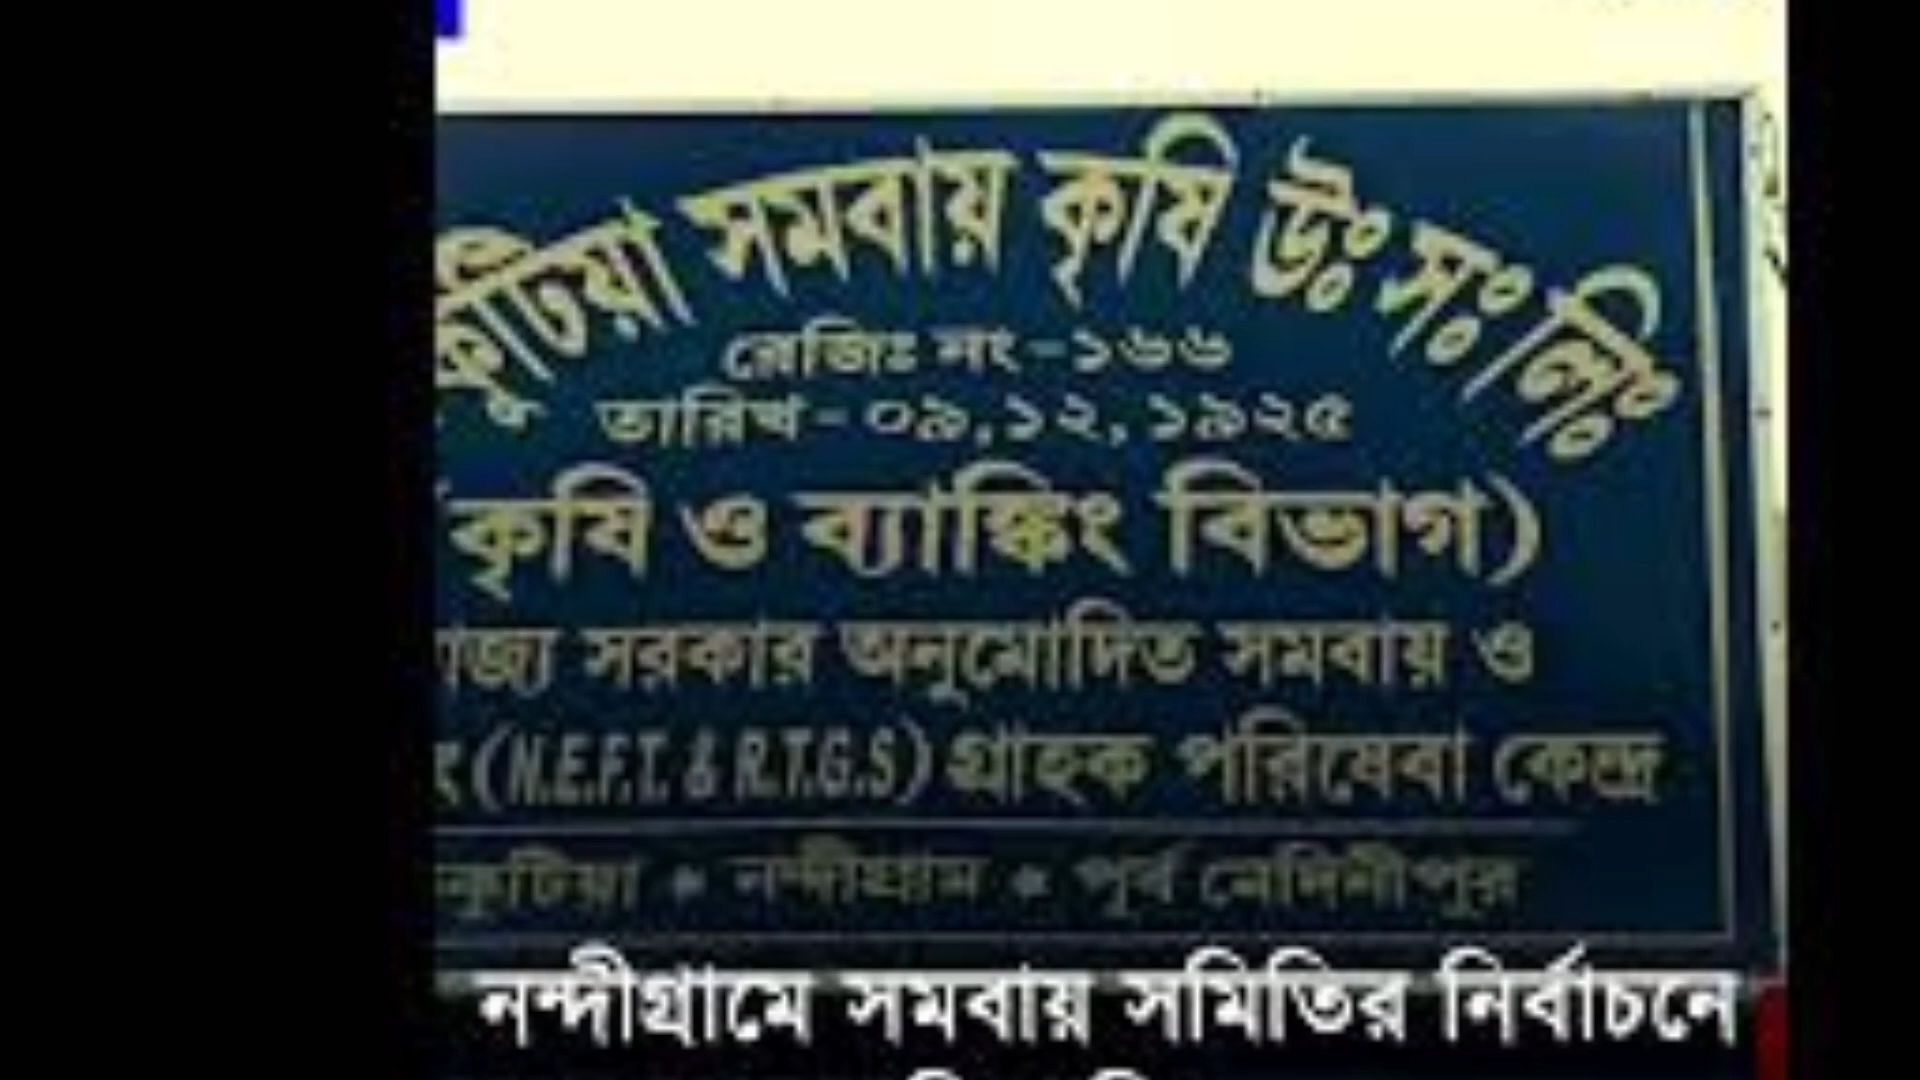 সমবায় কৃষি উঃ সঃ লিঃ
রেজিঃ নং-১৬৬
তারিখ- ০৯,১২,১৯২৫
কৃষি ও ব্যাঙ্কিং বিভাগ)
সরকার অনুমোদিত সমবায় ও
(N.E.F.T. & R.T.G.S) গ্রাহক পরিষেবা কেন্দ্র
নন্দীগ্রাম * পূর্ব মেদিনীপুর
নন্দীগ্রামে সমবায় সমিতির নির্বাচনে